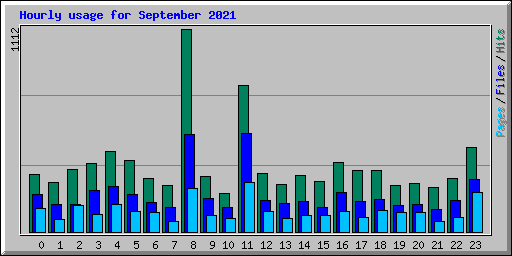 Hourly usage for September 2021
1112
Pages/Files/Hits
0 1 2 3 4 5 6 7 8 9 10 11 12 13 14 15 16 17 18 19 20 21 22 23